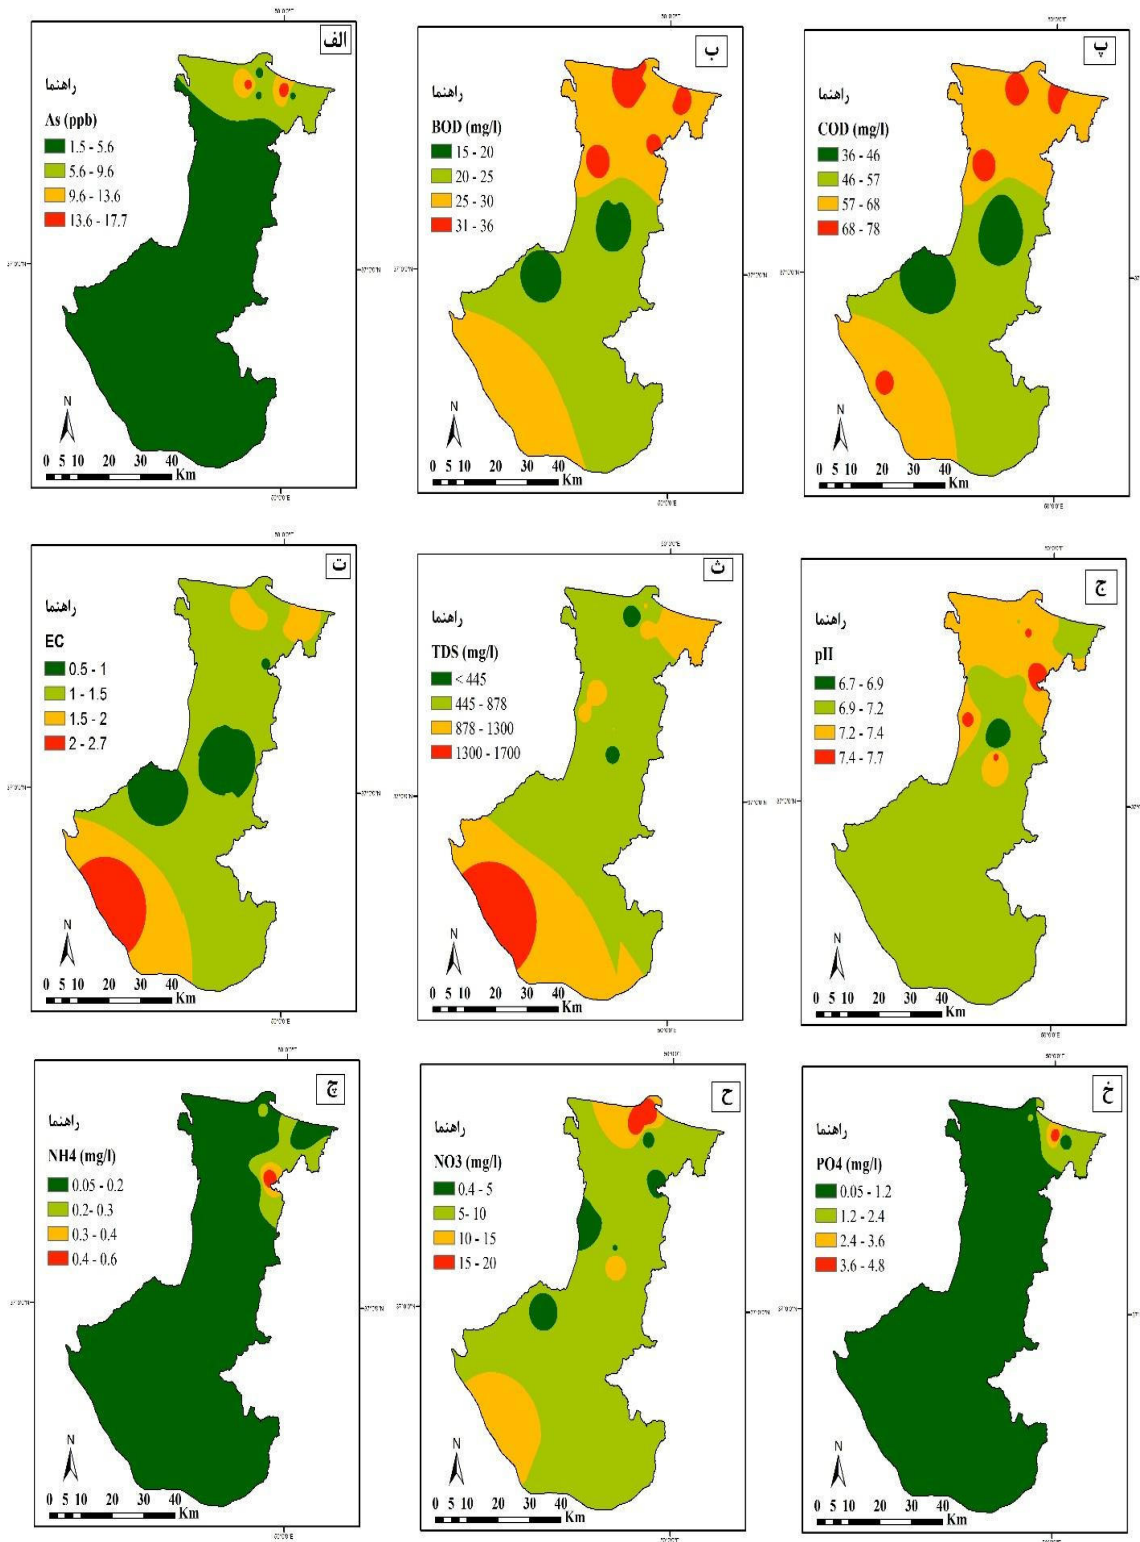 الف
راهنما
As (ppb)
1.5 - 5.6
5.6 - 9.6
9.6 - 13.6
13.6 - 17.7
N
0 5 10 20 30 40
Km
ب
راهنما
BOD (mg/l)
15 - 20
20 - 25
25 - 30
31 - 36
N
0 5 10 20 30 40
Km
پ
راهنما
COD (mg/l)
36 - 46
46 - 57
57 - 68
68 - 78
N
0 5 10 20 30 40
Km
ت
راهنما
EC
0.5 - 1
1 - 1.5
1.5 - 2
2 - 2.7
N
0 5 10 20 30 40
Km
ث
راهنما
TDS (mg/l)
< 445
445 - 878
878 - 1300
1300 - 1700
N
0 5 10 20 30 40
Km
ج
راهنما
pH
6.7 - 6.9
6.9 - 7.2
7.2 - 7.4
7.4 - 7.7
N
0 5 10 20 30 40
Km
چ
راهنما
NH4 (mg/l)
0.05 - 0.2
0.2- 0.3
0.3 - 0.4
0.4 - 0.6
N
0 5 10 20 30 40
Km
ح
راهنما
NO3 (mg/l)
0.4 - 5
5- 10
10 - 15
15 - 20
N
0 5 10 20 30 40
Km
خ
راهنما
PO4 (mg/l)
0.05 - 1.2
1.2 - 2.4
2.4 - 3.6
3.6 - 4.8
N
0 5 10 20 30 40
Km